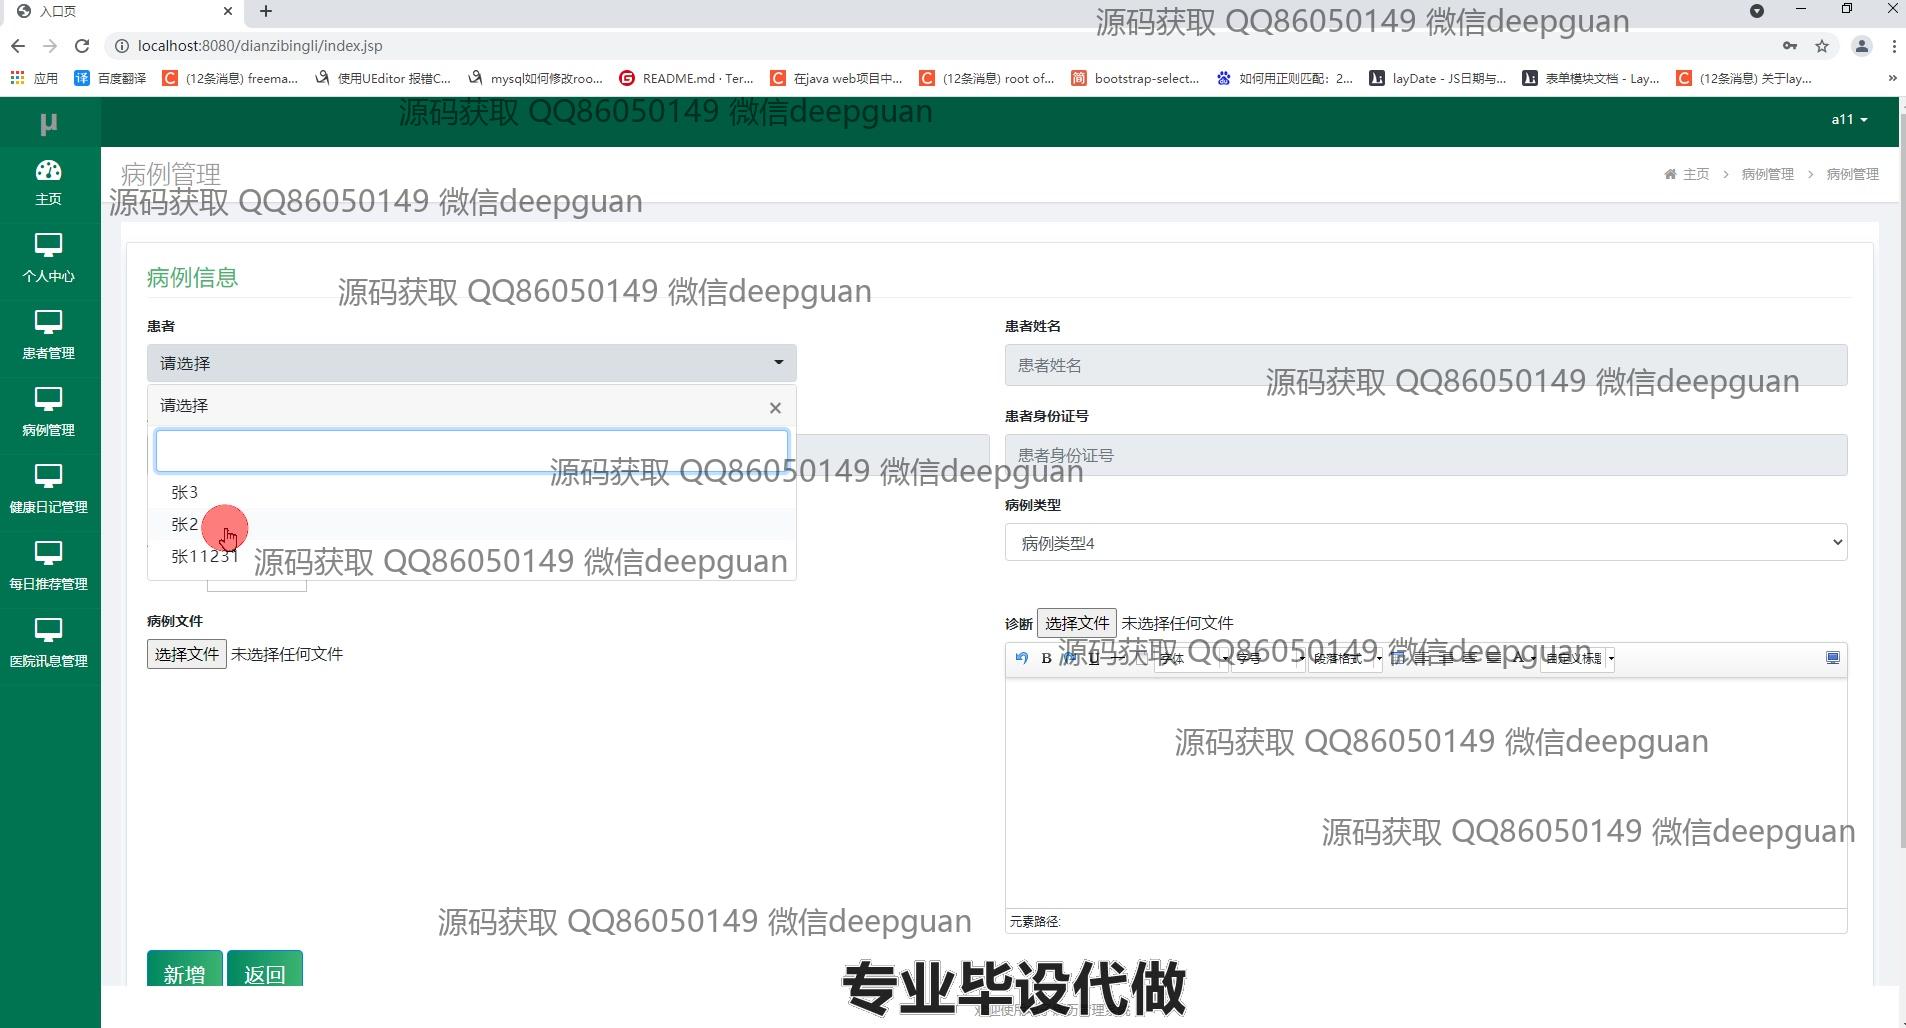 入口页
源码获取 QQ86050149 微信deepguan
localhost:8080/dianzibingli/index.jsp
应用
百度翻译
(12条消息) freema...
使用UEditor 报错C...
mysql如何修改roo...
README.md · Ter...
在java web项目中...
(12条消息) root of...
bootstrap-select...
如何用正则匹配：2...
layDate - JS日期与...
表单模块文档 - Lay...
(12条消息) 关于lay...
源码获取 QQ86050149 微信deepguan
μ
a11
主页
病例管理
主页 > 病例管理 > 病例管理
源码获取 QQ86050149 微信deepguan
个人中心
患者管理
病例管理
健康日记管理
每日推荐管理
医院讯息管理
病例信息
源码获取 QQ86050149 微信deepguan
患者
患者姓名
请选择
患者姓名
源码获取 QQ86050149 微信deepguan
请选择
患者身份证号
患者身份证号
源码获取 QQ86050149 微信deepguan
张3
病例类型
张2
病例类型4
张11231
源码获取 QQ86050149 微信deepguan
病例文件
诊断
选择文件 未选择任何文件
选择文件 未选择任何文件
源码获取 QQ86050149 微信deepguan
B
U
字体
字号
段落格式
A
自定义标题
源码获取 QQ86050149 微信deepguan
源码获取 QQ86050149 微信deepguan
源码获取 QQ86050149 微信deepguan
元素路径:
新增
返回
专业毕设代做